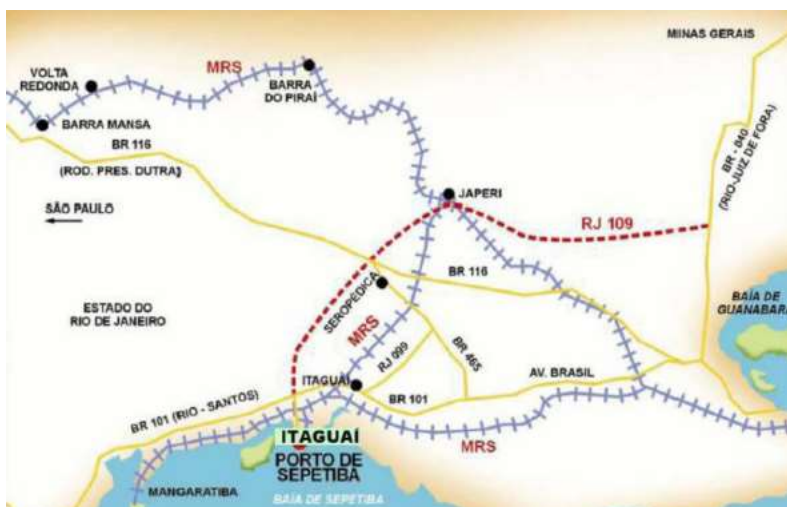 MINAS GERAIS
VOLTA
REDONDA
MRS
BARRA
DO PIRAÍ
BARRA MANSA
BR 116
(ROD. PRES. DUTRA)
BR - 040
(RIO-JUIZ DE FORA)
JAPERI
SÃO PAULO
RJ 109
BR 116
SEROPÉDICA
BAÍA DE
GUANABARA
ESTADO DO
RIO DE JANEIRO
MRS
RJ 099
BR 465
ITAGUAÍ
AV. BRASIL
BR 101
BR 101 (RIO - SANTOS)
ITAGUAÍ
PORTO DE
SEPETIBA
MRS
MANGARATIBA
BAÍA DE SEPETIBA